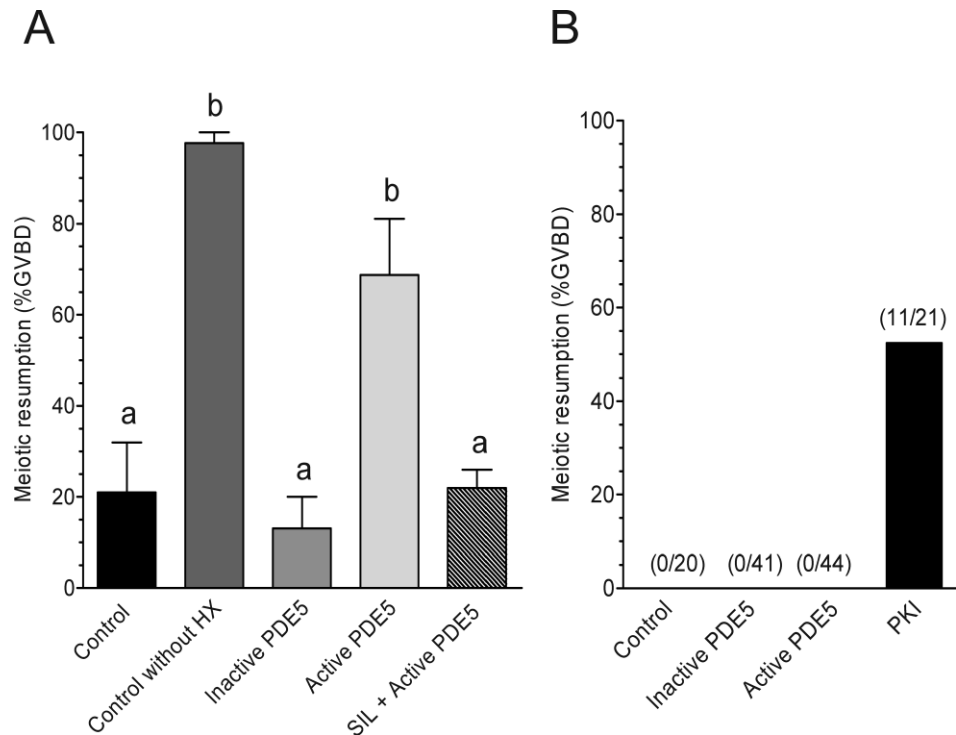 A
Meiotic resumption (%GVBD)
100
80
60
40
20
0
a
b
a
b
a
Control
Control without HX
Inactive PDE5
Active PDE5
SIL + Active PDE5
B
Meiotic resumption (%GVBD)
100
80
60
40
20
0
(0/20)
(0/41)
(0/44)
(11/21)
Control
Inactive PDE5
Active PDE5
PKI